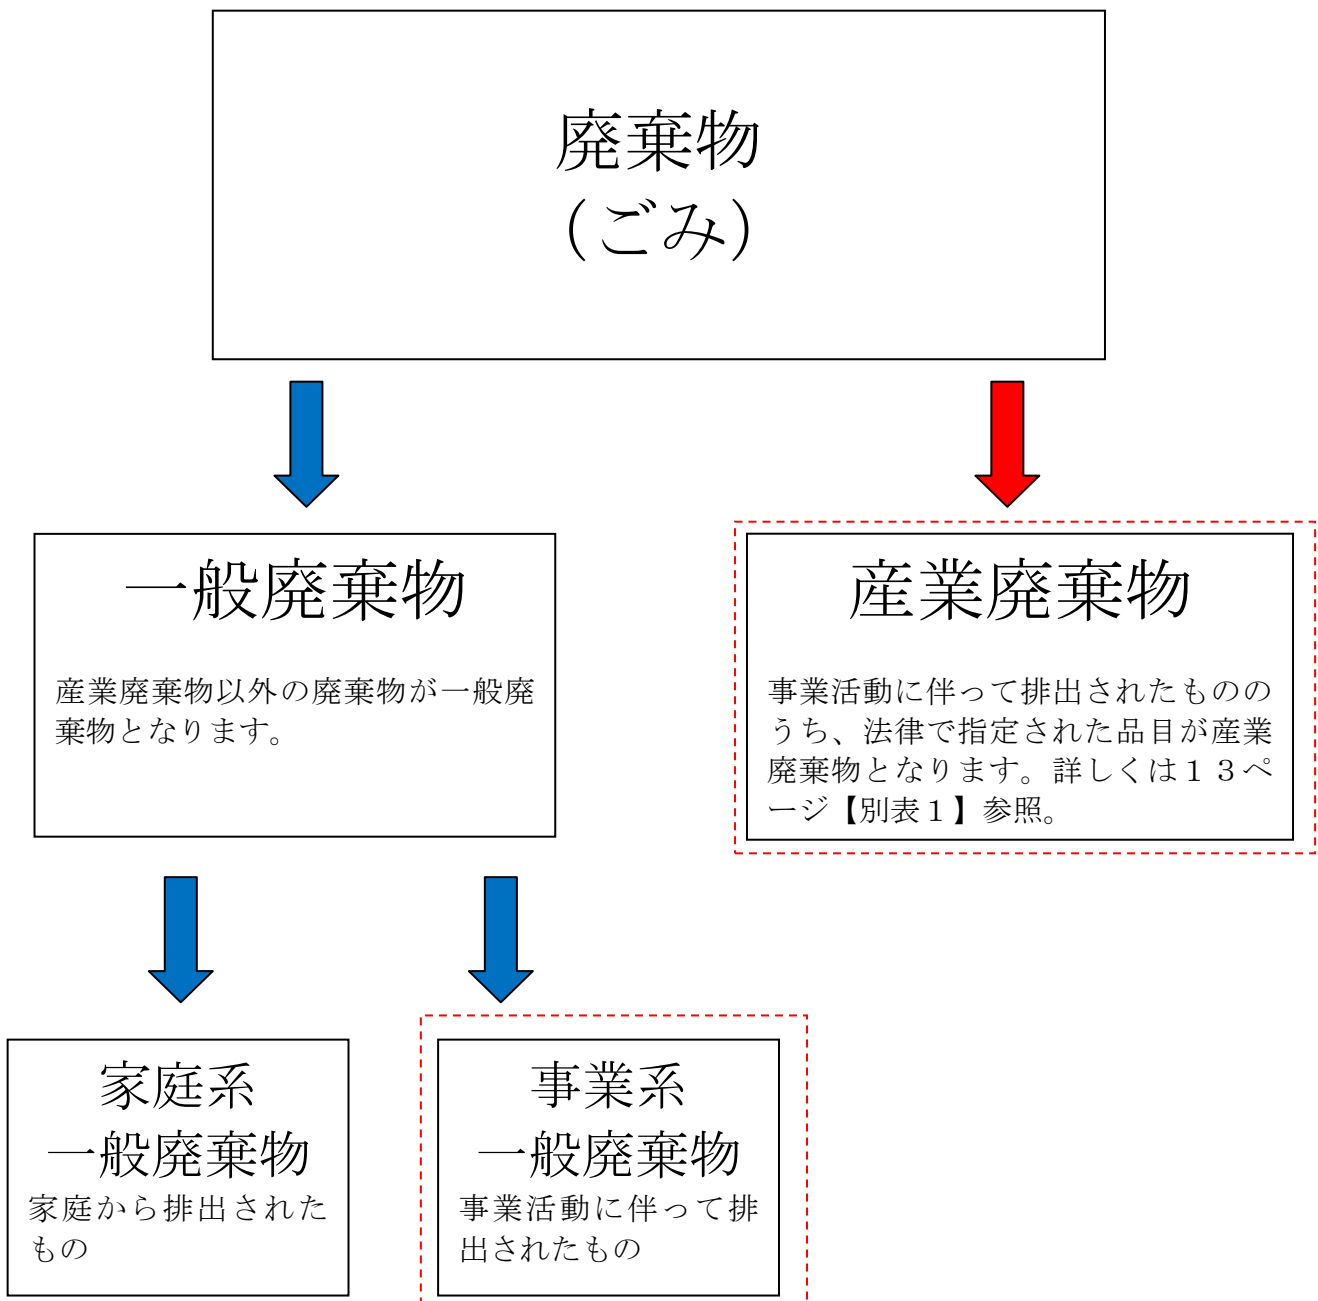 廃棄物
（ごみ）
一般廃棄物
産業廃棄物以外の廃棄物が一般廃
棄物となります。
産業廃棄物
事業活動に伴って排出されたものの
うち、法律で指定された品目が産業
廃棄物となります。詳しくは１３ペ
ージ【別表１】参照。
家庭系
一般廃棄物
家庭から排出された
もの
事業系
一般廃棄物
事業活動に伴って排
出されたもの